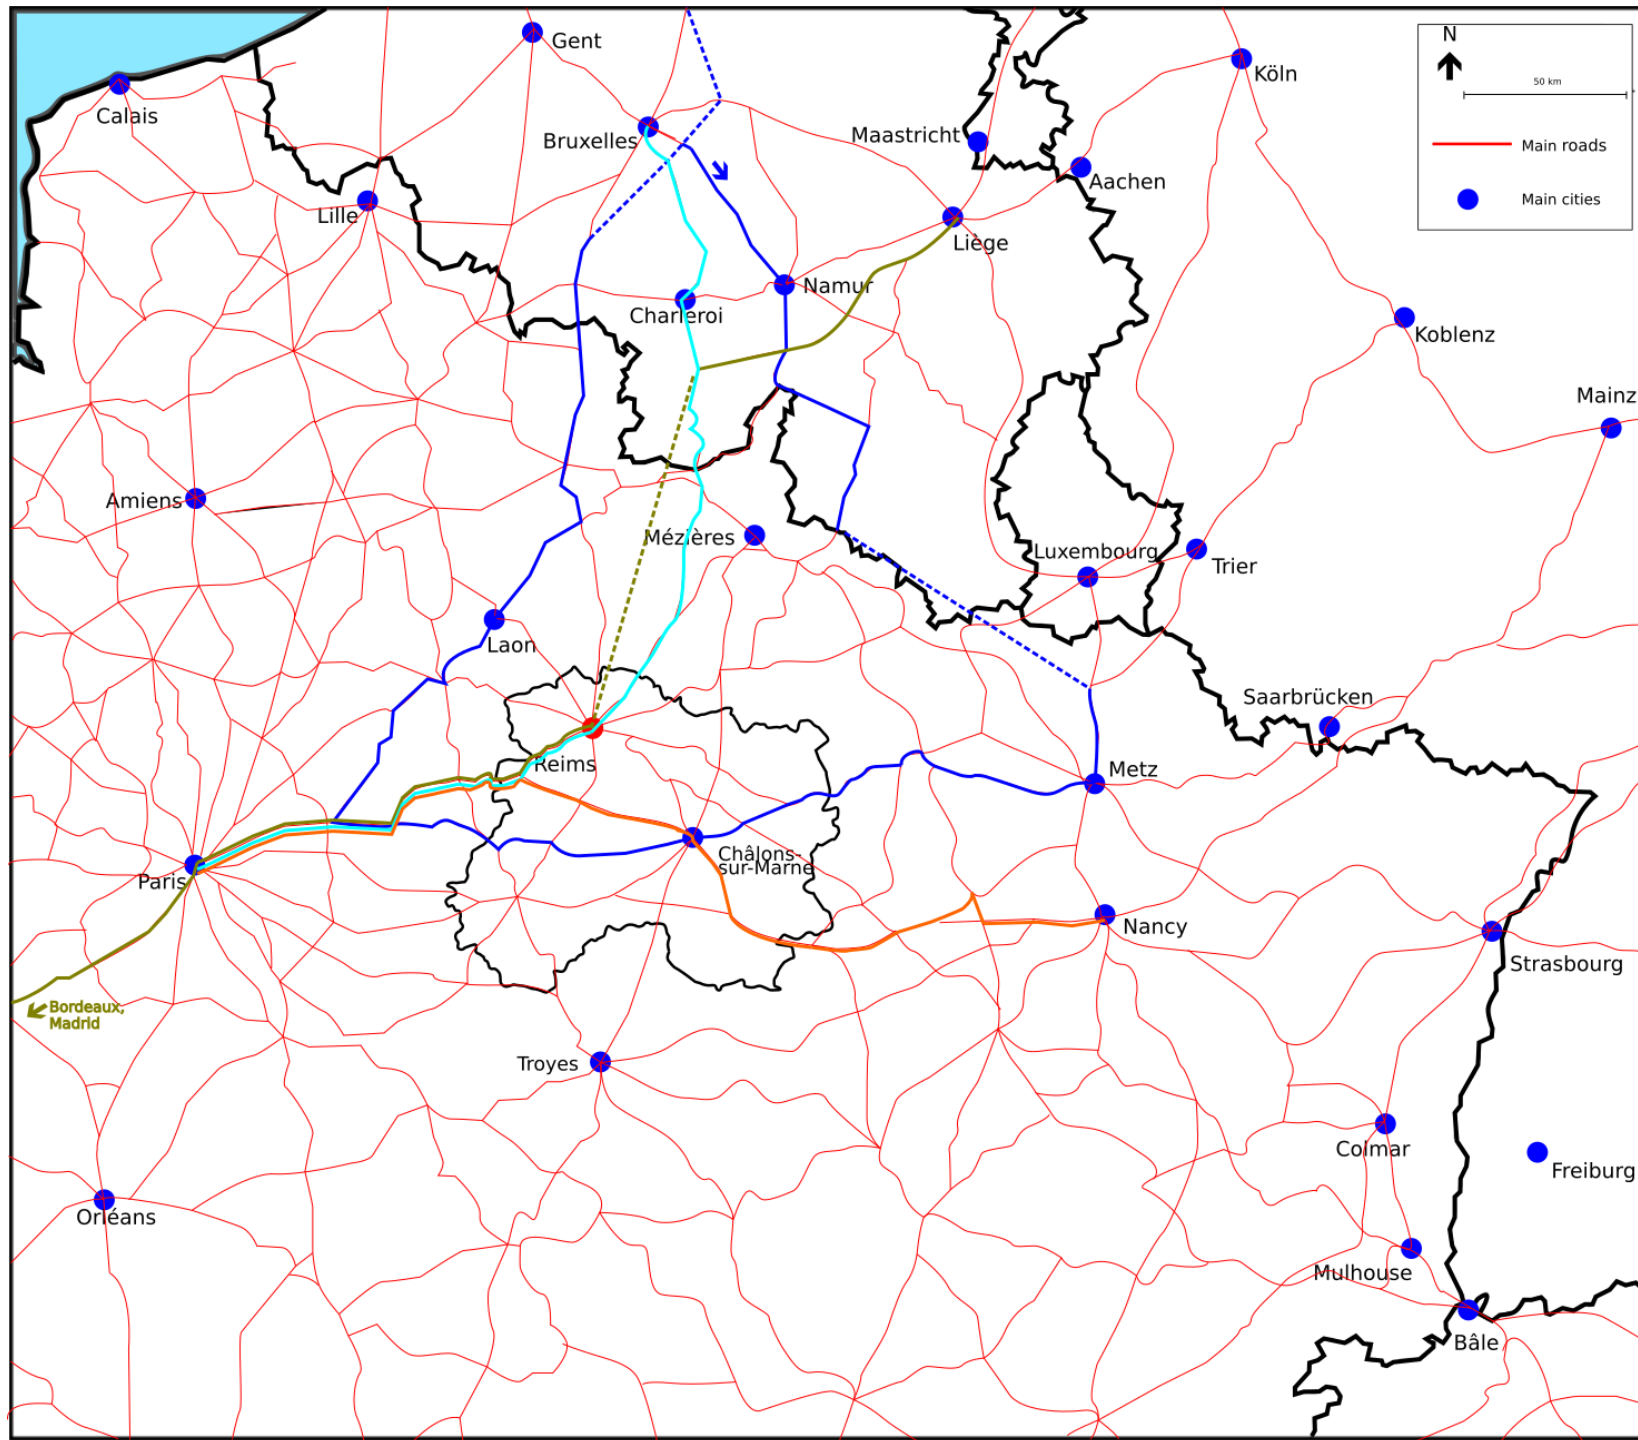 Gent
N
Köln
50 km
Calais
Bruxelles
Maastricht
Main roads
Aachen
Lille
Main cities
Liège
Namur
Charleroi
Koblenz
Mainz
Amiens
Mézières
Luxembourg
Trier
Laon
Saarbrücken
Reims
Metz
Châlons-
sur-Marne
Paris
Nancy
Strasbourg
Bordeaux,
Madrid
Troyes
Colmar
Freiburg
Orléans
Mulhouse
Bâle